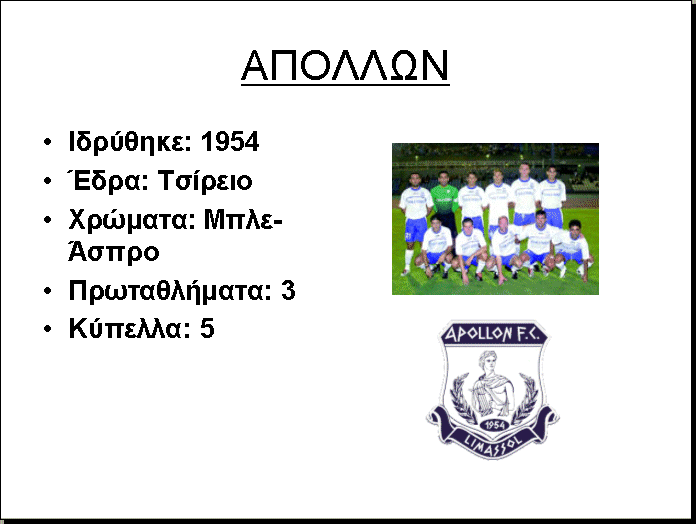 ΑΠΟΛΛΩΝ
• Ιδρύθηκε: 1954
• Έδρα: Τσίρειο
• Χρώματα: Μπλε-
Άσπρο
• Πρωταθλήματα: 3
• Κύπελλα: 5
APOLLON F.C.
1954
LIMASSOL